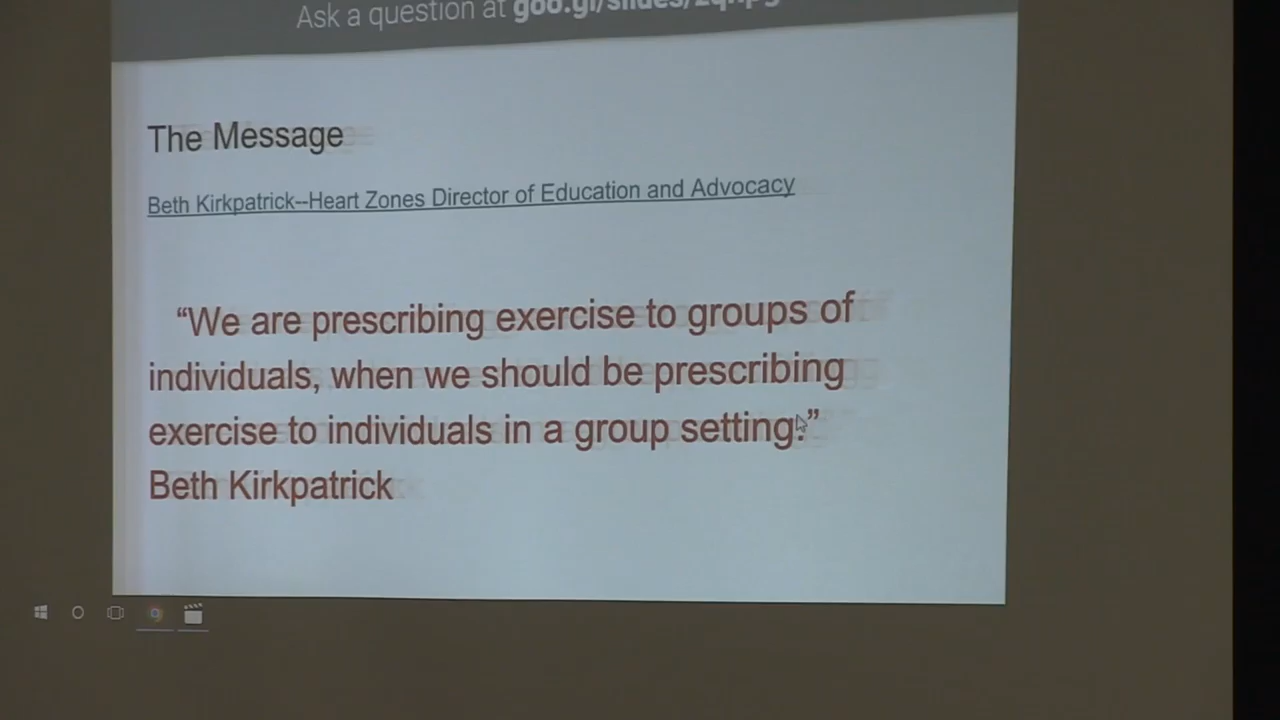 Ask a question at
The Message
Beth Kirkpatrick--Heart Zones Director of Education and Advocacy
“We are prescribing exercise to groups of
individuals, when we should be prescribing
exercise to individuals in a group setting.”
Beth Kirkpatrick